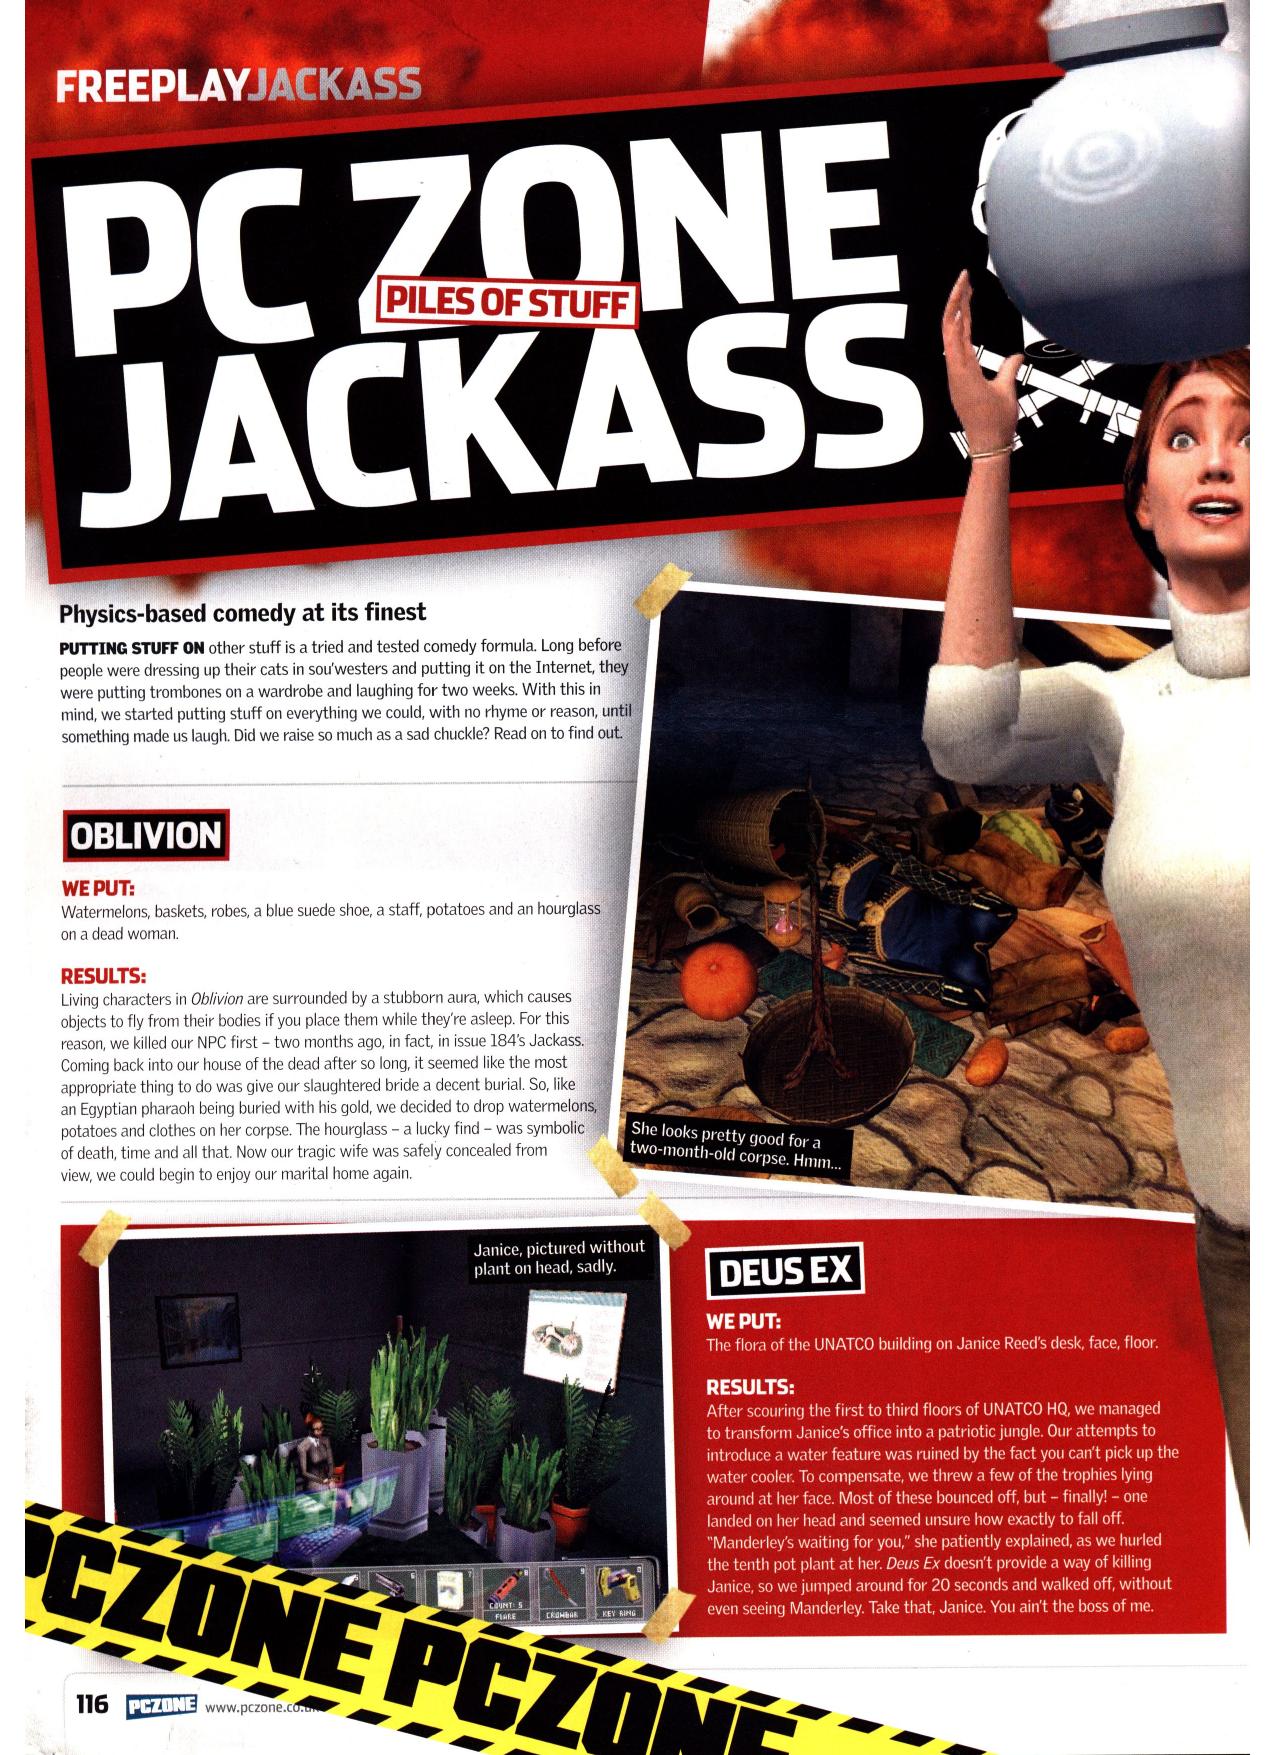 FREEPLAYJACKASS
PC ZONE
PILES OF STUFF
JACKASS
Physics-based comedy at its finest
PUTTING STUFF ON other stuff is a tried and tested comedy formula. Long before
people were dressing up their cats in sou'westers and putting it on the Internet, they
were putting trombones on a wardrobe and laughing for two weeks. With this in
mind, we started putting stuff on everything we could, with no rhyme or reason, until
something made us laugh. Did we raise so much as a sad chuckle? Read on to find out.
OBLIVION
WE PUT:
Watermelons, baskets, robes, a blue suede shoe, a staff, potatoes and an hourglass
on a dead woman.
RESULTS:
Living characters in Oblivion are surrounded by a stubborn aura, which causes
objects to fly from their bodies if you place them while they're asleep. For this
reason, we killed our NPC first – two months ago, in fact, in issue 184's Jackass.
Coming back into our house of the dead after so long, it seemed like the most
appropriate thing to do was give our slaughtered bride a decent burial. So, like
an Egyptian pharaoh being buried with his gold, we decided to drop watermelons,
potatoes and clothes on her corpse. The hourglass – a lucky find – was symbolic
of death, time and all that. Now our tragic wife was safely concealed from
view, we could begin to enjoy our marital home again.
She looks pretty good for a
two-month-old corpse. Hmm...
Janice, pictured without
plant on head, sadly.
COUNT: 5
FLARE
CROWBAR
KEY RING
DEUS EX
WE PUT:
The flora of the UNATCO building on Janice Reed's desk, face, floor.
RESULTS:
After scouring the first to third floors of UNATCO HQ, we managed
to transform Janice's office into a patriotic jungle. Our attempts to
introduce a water feature was ruined by the fact you can't pick up the
water cooler. To compensate, we threw a few of the trophies lying
around at her face. Most of these bounced off, but – finally! – one
landed on her head and seemed unsure how exactly to fall off.
"Manderley's waiting for you," she patiently explained, as we hurled
the tenth pot plant at her. Deus Ex doesn't provide a way of killing
Janice, so we jumped around for 20 seconds and walked off, without
even seeing Manderley. Take that, Janice. You ain't the boss of me.
PCZONE PCZONE
116 PCZONE www.pczone.co.uk